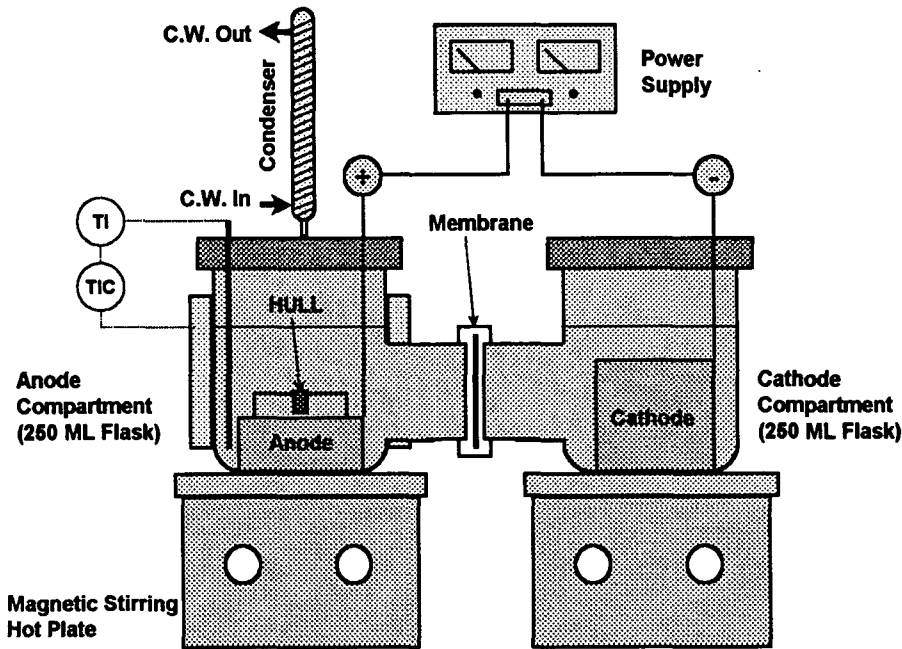 C.W. Out
Condenser
C.W. In
Power
Supply
+
-
TI
TIC
Membrane
HULL
Anode
Compartment
(250 ML Flask)
Anode
Cathode
Cathode
Compartment
(250 ML Flask)
Magnetic Stirring
Hot Plate